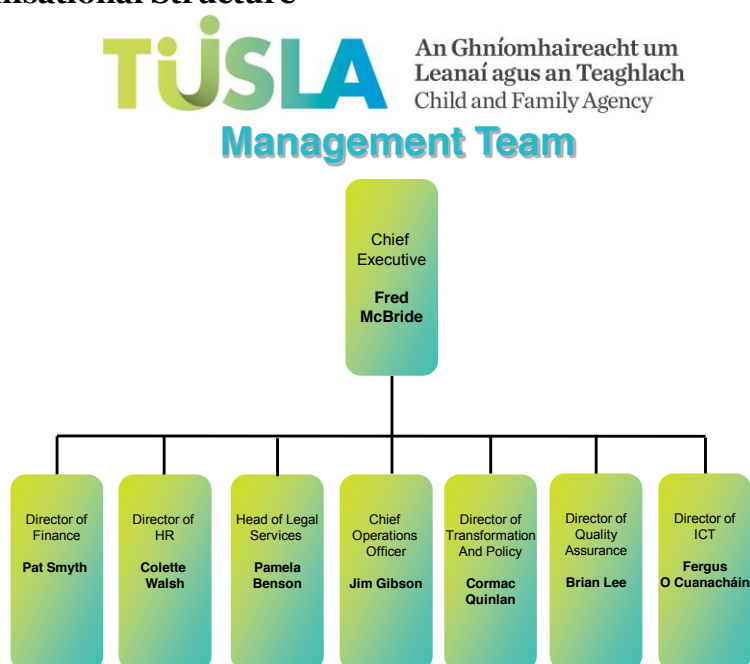 nisational Structure
TUSLA
An Ghníomhaireacht um
Leanaí agus an Teaghlach
Child and Family Agency
Management Team
Chief
Executive
Fred
McBride
Director of
Finance
Pat Smyth
Director of
HR
Colette
Walsh
Head of Legal
Services
Pamela
Benson
Chief
Operations
Officer
Jim Gibson
Director of
Transformation
And Policy
Cormac
Quinlan
Director of
Quality
Assurance
Brian Lee
Director of
ICT
Fergus
O Cuanacháin